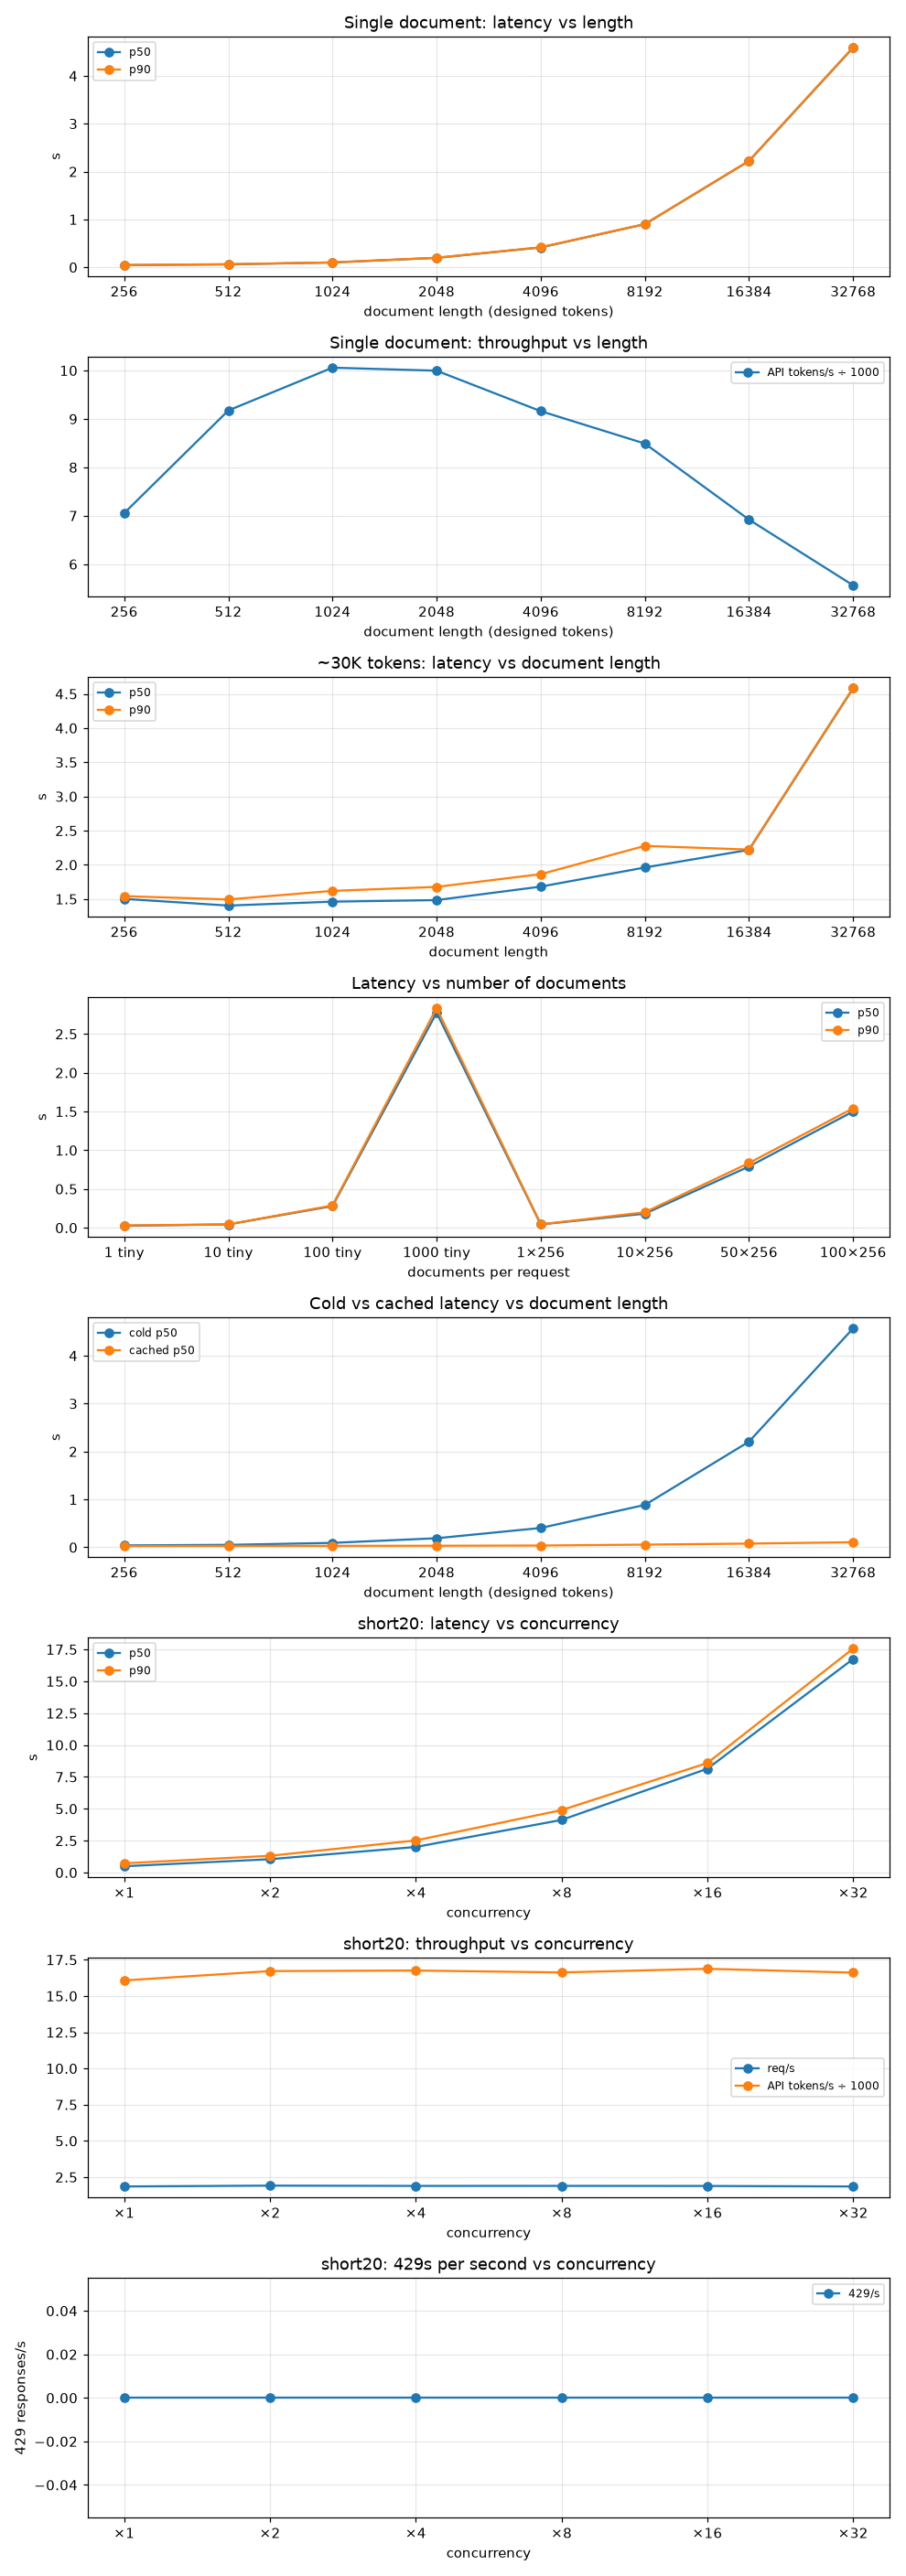 Single document: latency vs length
p50
p90
4
3
2
1
0
s
256 512 1024 2048 4096 8192 16384 32768
document length (designed tokens)
Single document: throughput vs length
API tokens/s ÷ 1000
10
9
8
7
6
256 512 1024 2048 4096 8192 16384 32768
document length (designed tokens)
~30K tokens: latency vs document length
p50
p90
4.5
4.0
3.5
3.0
2.5
2.0
1.5
s
256 512 1024 2048 4096 8192 16384 32768
document length
Latency vs number of documents
p50
p90
2.5
2.0
1.5
1.0
0.5
0.0
s
1 tiny 10 tiny 100 tiny 1000 tiny 1×256 10×256 50×256 100×256
documents per request
Cold vs cached latency vs document length
cold p50
cached p50
4
3
2
1
0
s
256 512 1024 2048 4096 8192 16384 32768
document length (designed tokens)
short20: latency vs concurrency
p50
p90
17.5
15.0
12.5
10.0
7.5
5.0
2.5
0.0
s
×1 ×2 ×4 ×8 ×16 ×32
concurrency
short20: throughput vs concurrency
17.5
15.0
12.5
10.0
7.5
5.0
2.5
req/s
API tokens/s ÷ 1000
×1 ×2 ×4 ×8 ×16 ×32
concurrency
short20: 429s per second vs concurrency
429/s
0.04
0.02
0.00
−0.02
−0.04
429 responses/s
×1 ×2 ×4 ×8 ×16 ×32
concurrency